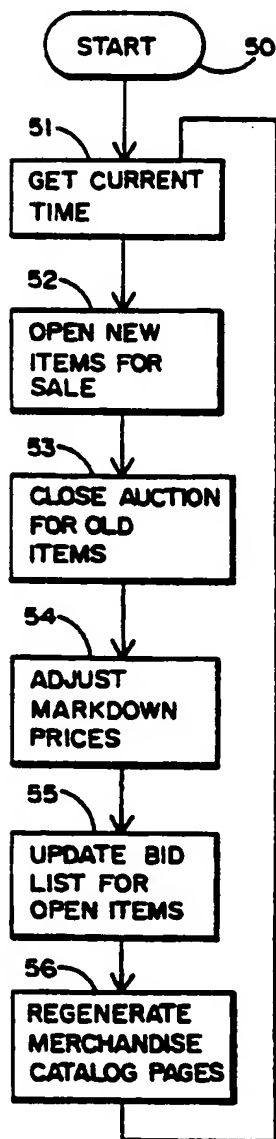 START
50
51
GET CURRENT
TIME
52
OPEN NEW
ITEMS FOR
SALE
53
CLOSE AUCTION
FOR OLD
ITEMS
54
ADJUST
MARKDOWN
PRICES
55
UPDATE BID
LIST FOR
OPEN ITEMS
56
REGENERATE
MERCHANDISE
CATALOG PAGES